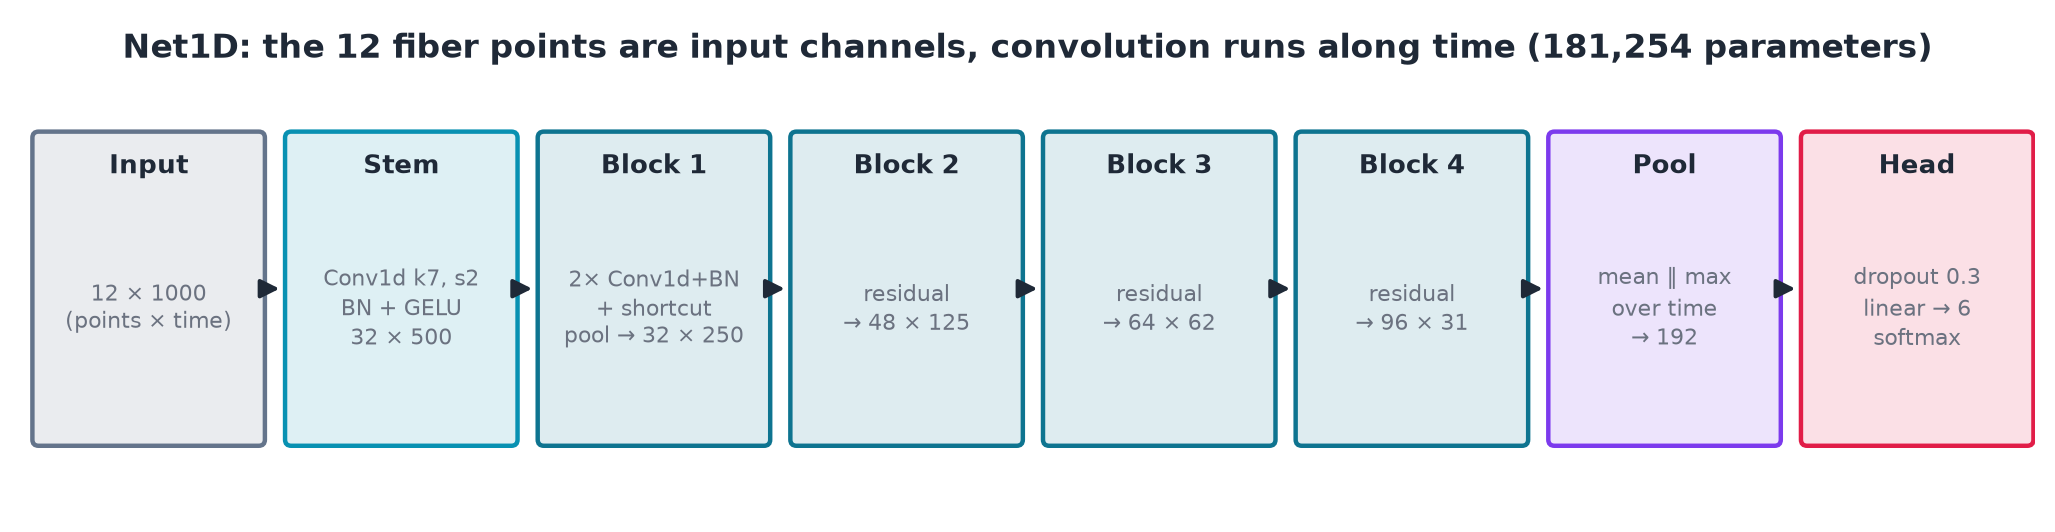 Net1D: the 12 fiber points are input channels, convolution runs along time (181,254 parameters)
Input
12 × 1000
(points × time)
Stem
Conv1d k7, s2
BN + GELU
32 × 500
Block 1
2× Conv1d+BN
+ shortcut
pool → 32 × 250
Block 2
residual
→ 48 × 125
Block 3
residual
→ 64 × 62
Block 4
residual
→ 96 × 31
Pool
mean ∥ max
over time
→ 192
Head
dropout 0.3
linear → 6
softmax